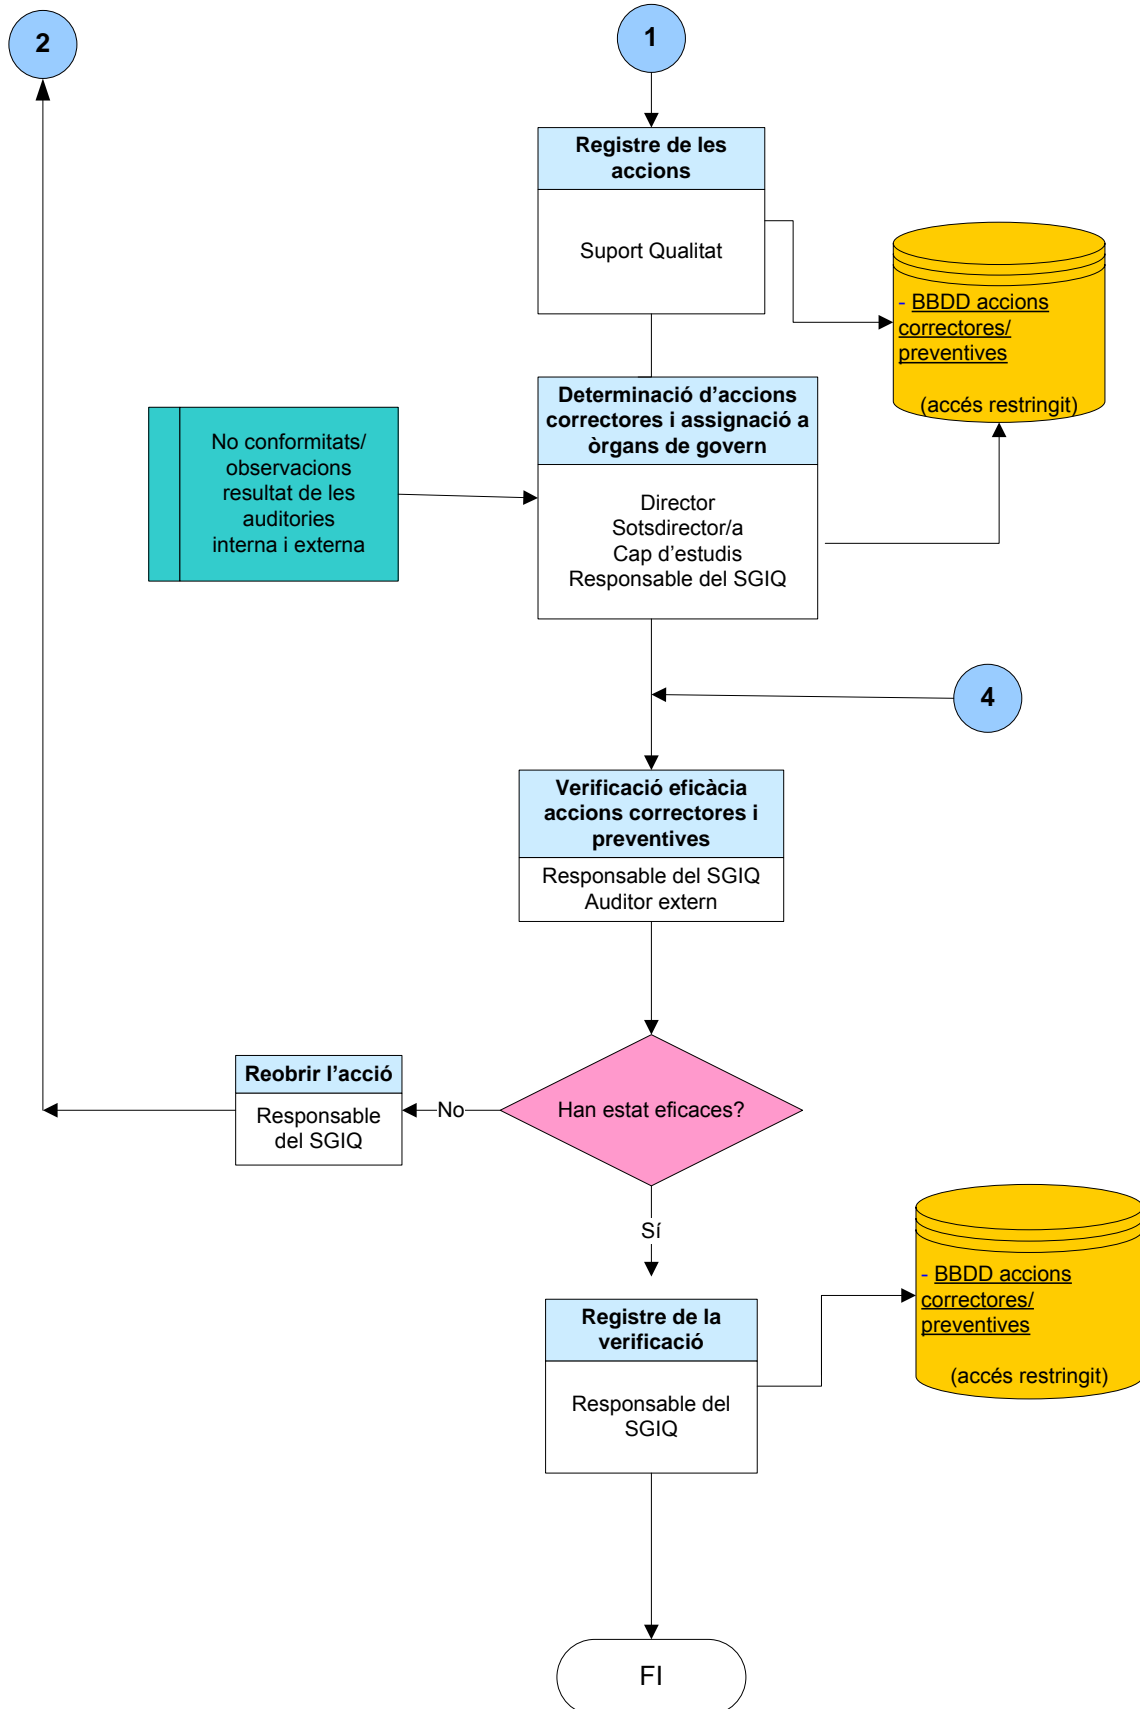 2
1
Registre de les
accions
Suport Qualitat
- BBDD accions
correctores/
preventives
(accés restringit)
Determinació d’accions
correctores i assignació a
òrgans de govern
Director
Sotsdirector/a
Cap d’estudis
Responsable del SGIQ
No conformitats/
observacions
resultat de les
auditories
interna i externa
4
Verificació eficàcia
accions correctores i
preventives
Responsable del SGIQ
Auditor extern
Han estat eficaces?
No
Reobrir l’acció
Responsable
del SGIQ
Sí
Registre de la
verificació
Responsable del
SGIQ
- BBDD accions
correctores/
preventives
(accés restringit)
FI